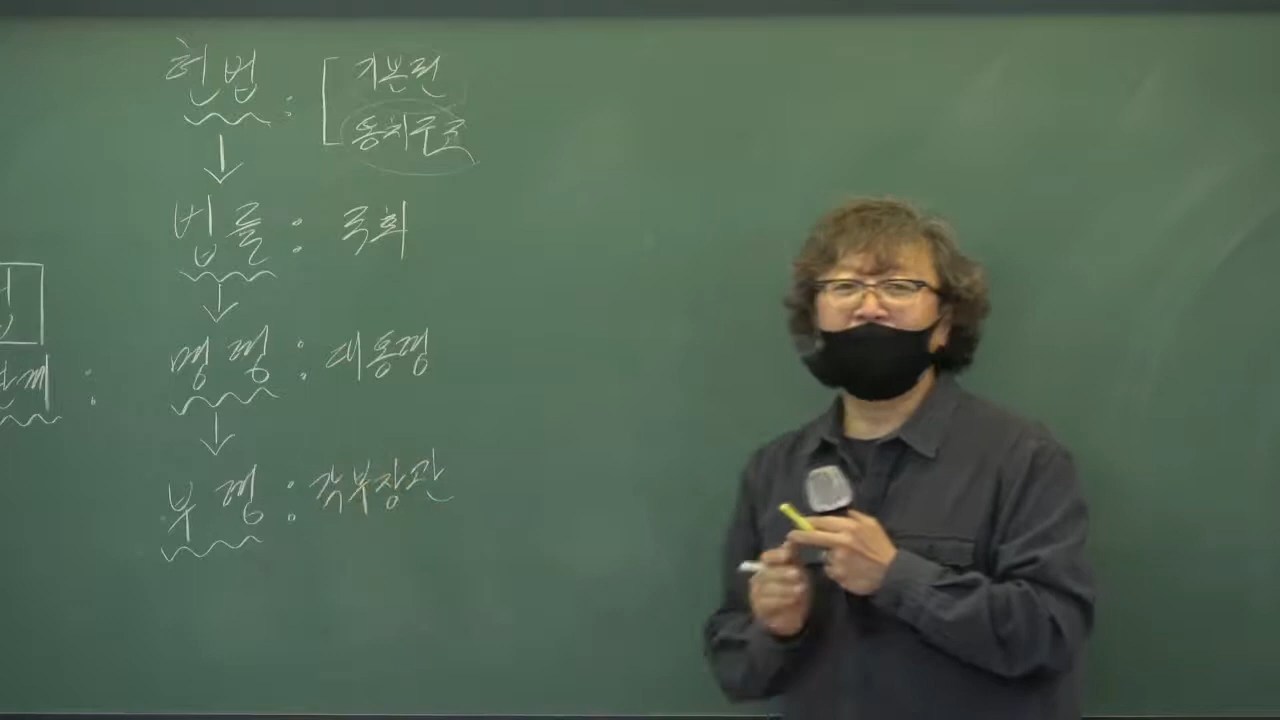 헌법 : 기본권
통치구조
법률 : 국회
명령 : 대통령
부령 : 각부장관